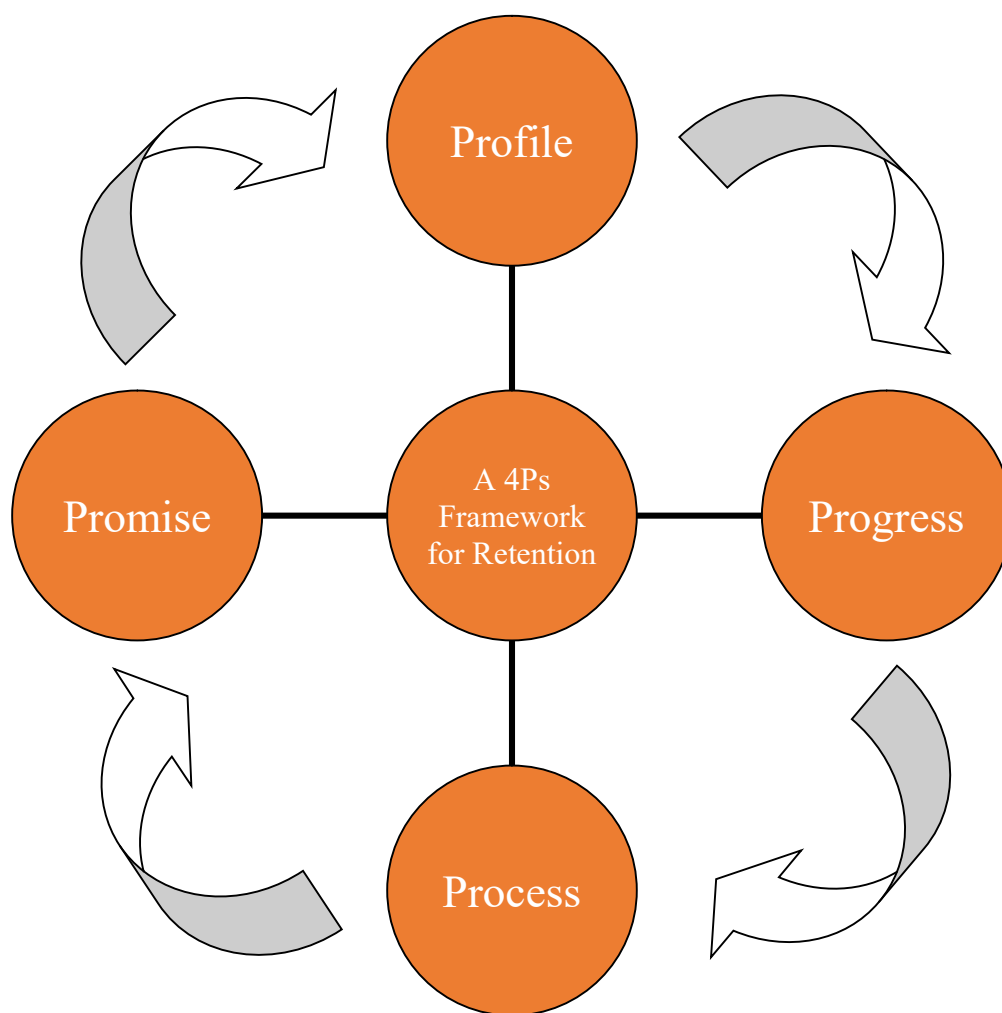 Profile
Promise
A 4Ps
Framework
for Retention
Progress
Process